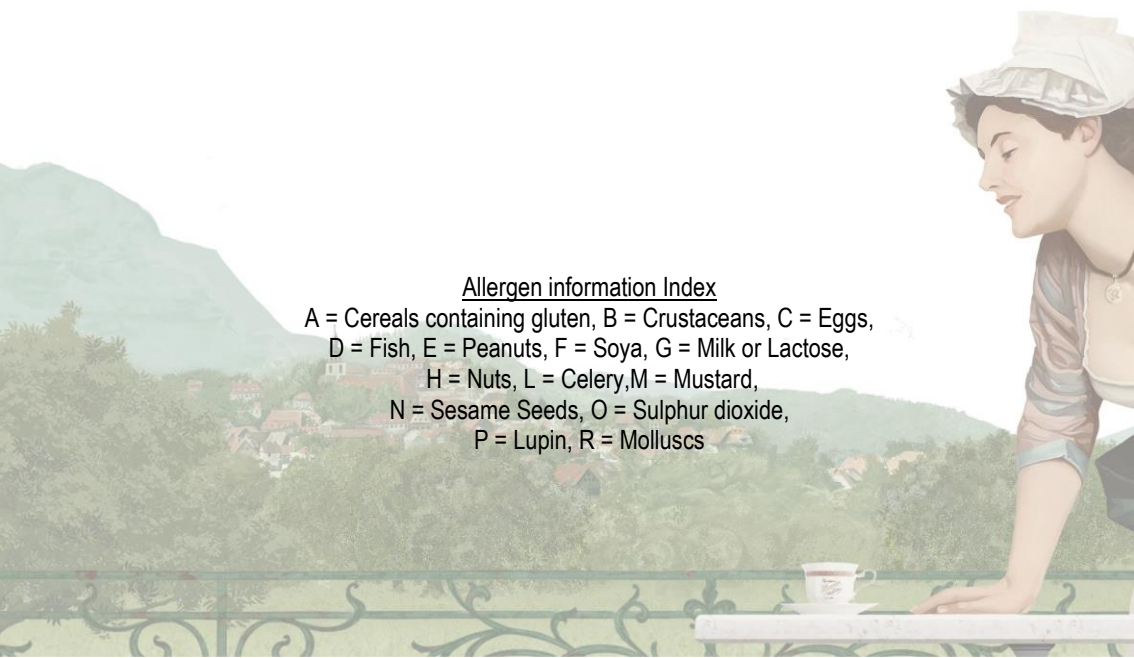 Allergen information Index
A = Cereals containing gluten, B = Crustaceans, C = Eggs,
D = Fish, E = Peanuts, F = Soya, G = Milk or Lactose,
H = Nuts, L = Celery,M = Mustard,
N = Sesame Seeds, O = Sulphur dioxide,
P = Lupin, R = Molluscs